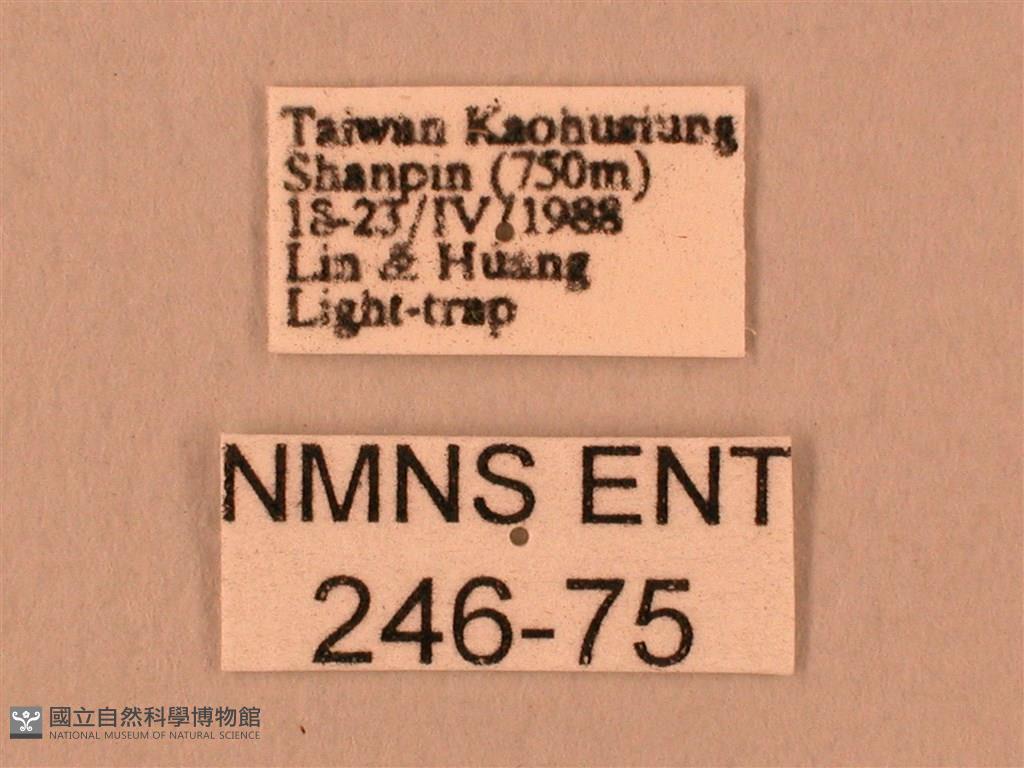 Taiwan Kaohusiung
Shanpin (750m)
18-23/IV/1988
Lin & Huang
Light-trap
NMNS ENT
246-75
國立自然科學博物館
NATIONAL MUSEUM OF NATURAL SCIENCE